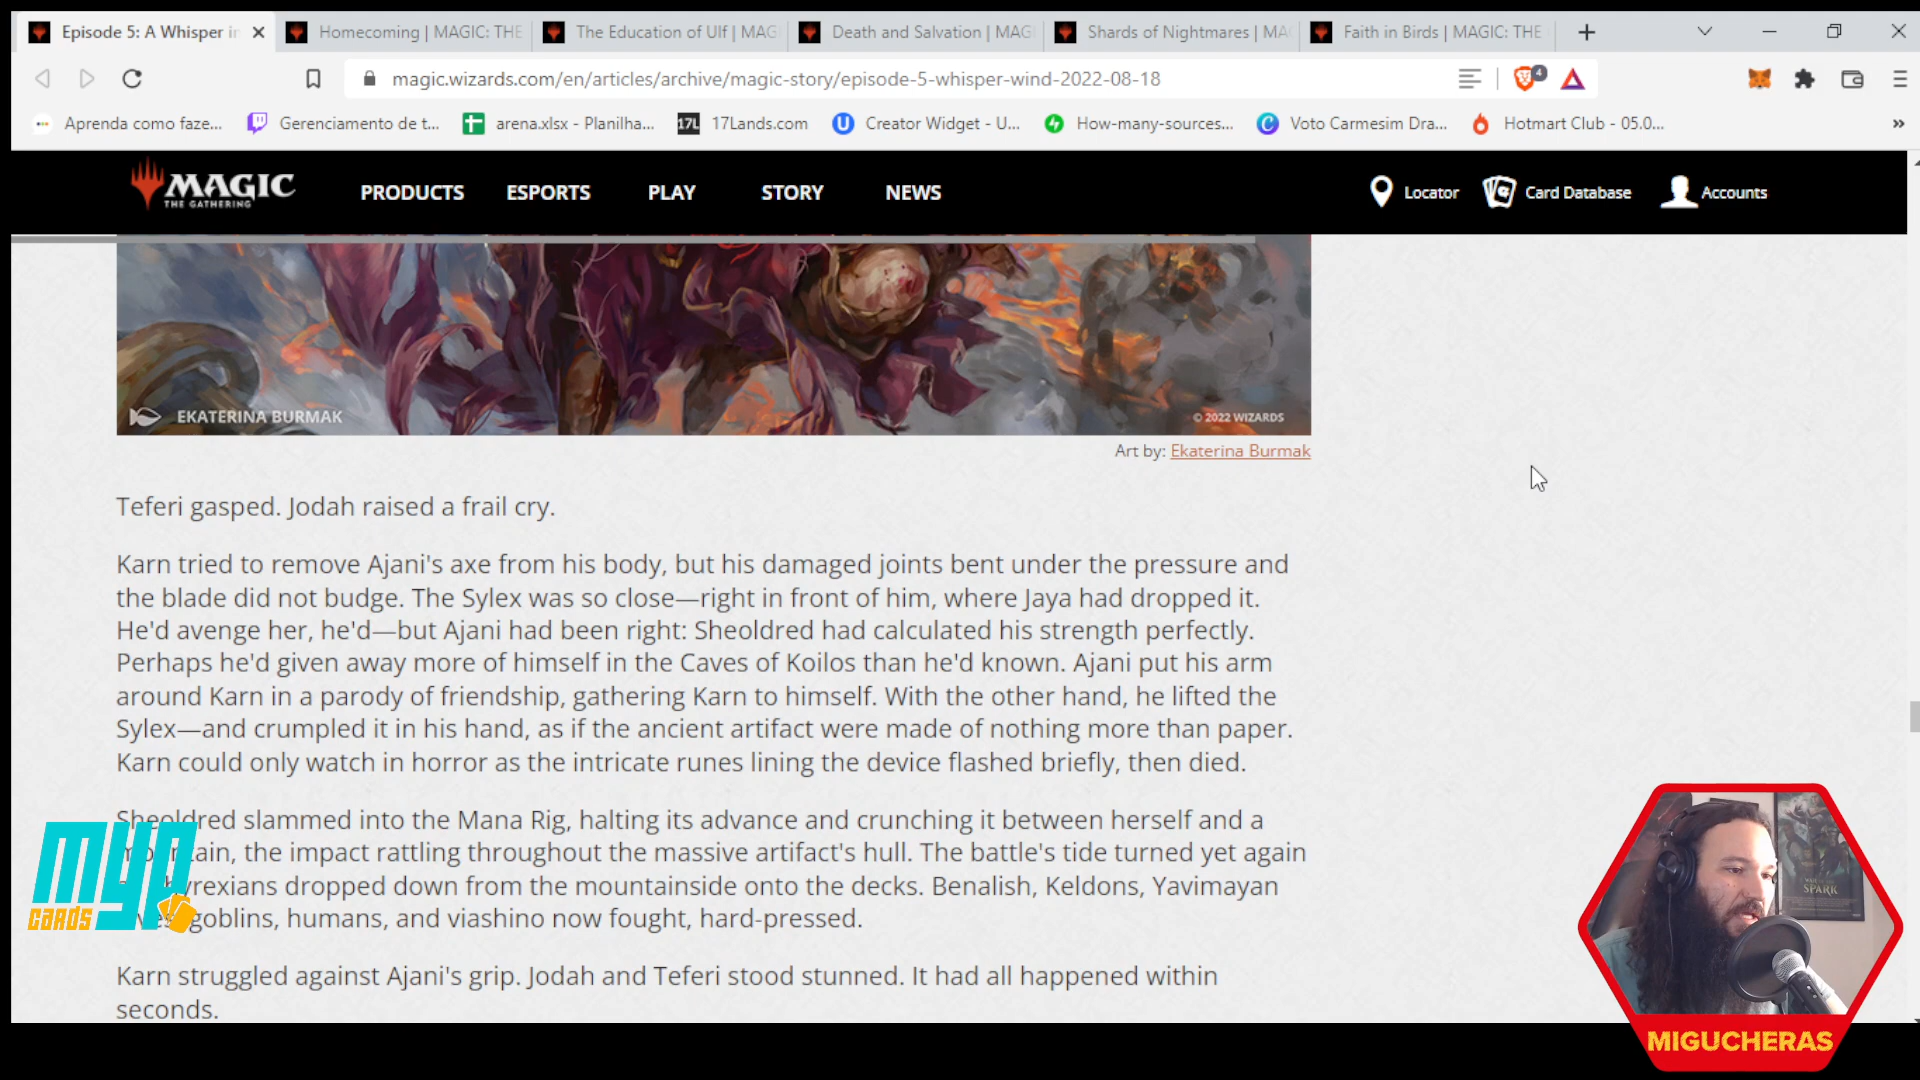 Episode 5: A Whisper in
Homecoming | MAGIC: THE
The Education of Ulf | MAG
Death and Salvation | MAG
Shards of Nightmares | MA
Faith in Birds | MAGIC: THE
magic.wizards.com/en/articles/archive/magic-story/episode-5-whisper-wind-2022-08-18
4
Aprenda como faze...
Gerenciamento de t...
arena.xlsx - Planilha...
17L
17Lands.com
Creator Widget - U...
How-many-sources...
Voto Carmesim Dra...
Hotmart Club - 05.0...
»
MAGIC
THE GATHERING
PRODUCTS
ESPORTS
PLAY
STORY
NEWS
Locator
Card Database
Accounts
EKATERINA BURMAK
© 2022 WIZARDS
Art by: Ekaterina Burmak
Teferi gasped. Jodah raised a frail cry.
Karn tried to remove Ajani's axe from his body, but his damaged joints bent under the pressure and
the blade did not budge. The Sylex was so close—right in front of him, where Jaya had dropped it.
He'd avenge her, he'd—but Ajani had been right: Sheoldred had calculated his strength perfectly.
Perhaps he'd given away more of himself in the Caves of Koilos than he'd known. Ajani put his arm
around Karn in a parody of friendship, gathering Karn to himself. With the other hand, he lifted the
Sylex—and crumpled it in his hand, as if the ancient artifact were made of nothing more than paper.
Karn could only watch in horror as the intricate runes lining the device flashed briefly, then died.
Sheoldred slammed into the Mana Rig, halting its advance and crunching it between herself and a
mountain, the impact rattling throughout the massive artifact's hull. The battle's tide turned yet again
yrexians dropped down from the mountainside onto the decks. Benalish, Keldons, Yavimayan
goblins, humans, and viashino now fought, hard-pressed.
Karn struggled against Ajani's grip. Jodah and Teferi stood stunned. It had all happened within
seconds.
myp
cards
WAR OF THE
SPARK
MIGUCHERAS